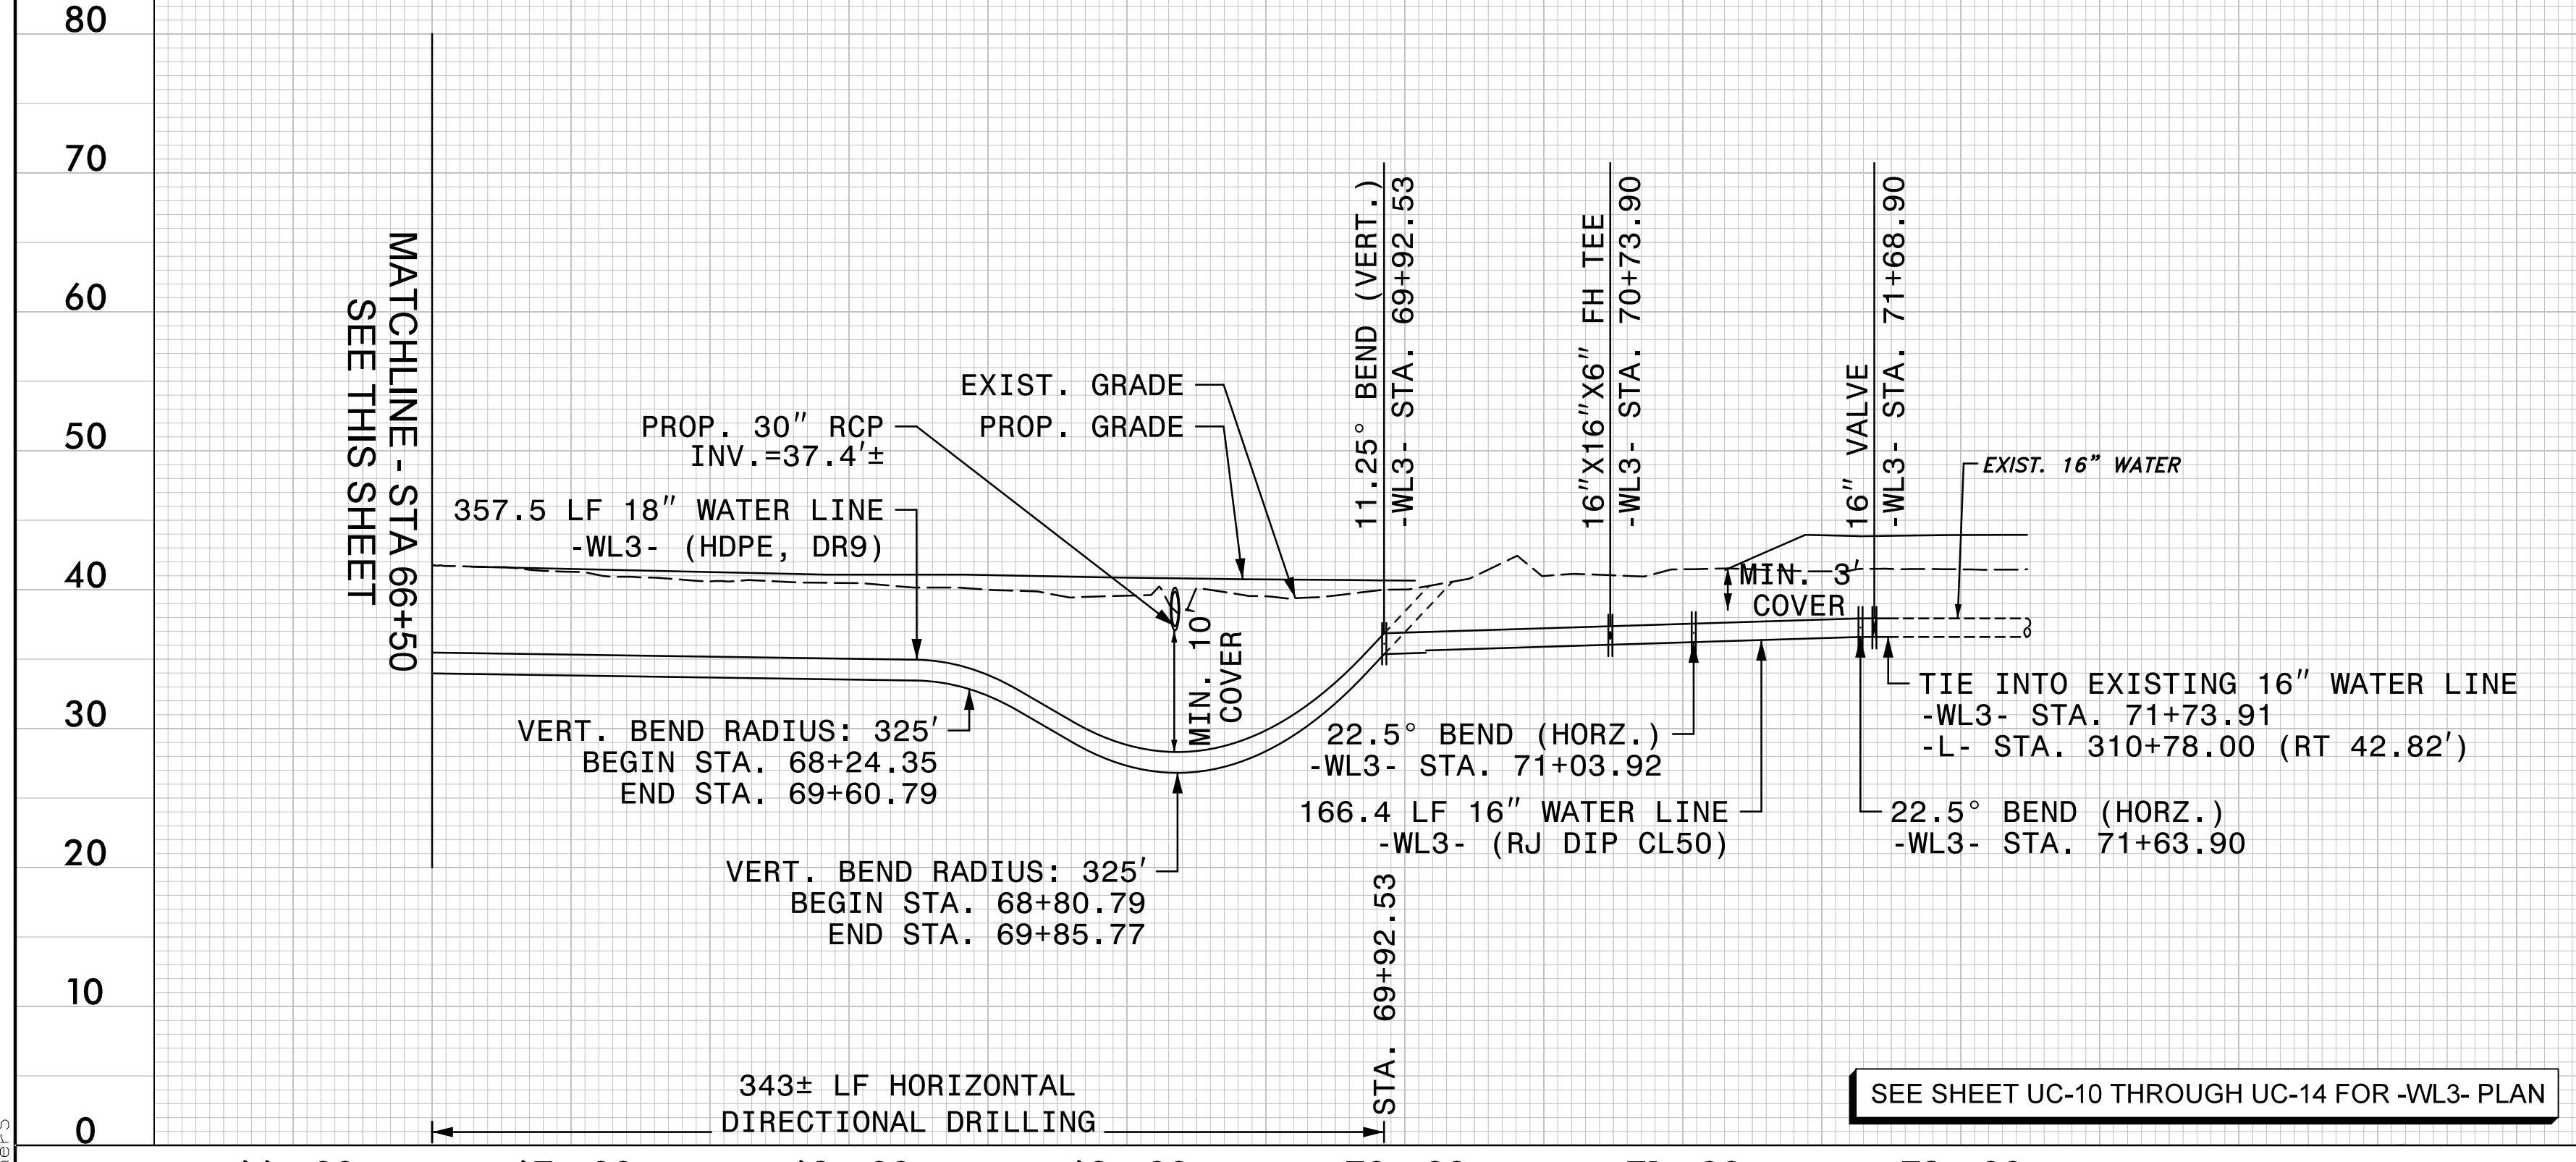 80
70
60
50
40
30
20
10
0
MATCHLINE - STA 66+50
SEE THIS SHEET
EXIST. GRADE
PROP. GRADE
PROP. 30" RCP
INV.=37.4'±
357.5 LF 18" WATER LINE
-WL3- (HDPE, DR9)
MIN. 10'
COVER
VERT. BEND RADIUS: 325'
BEGIN STA. 68+24.35
END STA. 69+60.79
VERT. BEND RADIUS: 325'
BEGIN STA. 68+80.79
END STA. 69+85.77
11.25° BEND (VERT.)
-WL3- STA. 69+92.53
16"X16"X6" FH TEE
-WL3- STA. 70+73.90
16" VALVE
-WL3- STA. 71+68.90
EXIST. 16" WATER
MIN. 3'
COVER
22.5° BEND (HORZ.)
-WL3- STA. 71+03.92
166.4 LF 16" WATER LINE
-WL3- (RJ DIP CL50)
TIE INTO EXISTING 16" WATER LINE
-WL3- STA. 71+73.91
-L- STA. 310+78.00 (RT 42.82')
22.5° BEND (HORZ.)
-WL3- STA. 71+63.90
STA. 69+92.53
343± LF HORIZONTAL
DIRECTIONAL DRILLING
SEE SHEET UC-10 THROUGH UC-14 FOR -WL3- PLAN